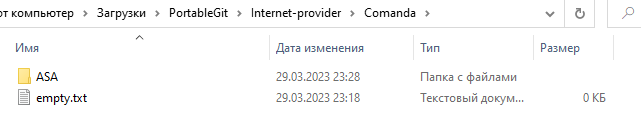 от компьютер > Загрузки > PortableGit > Internet-provider > Comanda >
Имя Дата изменения Тип Размер
ASA 29.03.2023 23:28 Папка с файлами
empty.txt 29.03.2023 23:18 Текстовый докум... 0 КБ